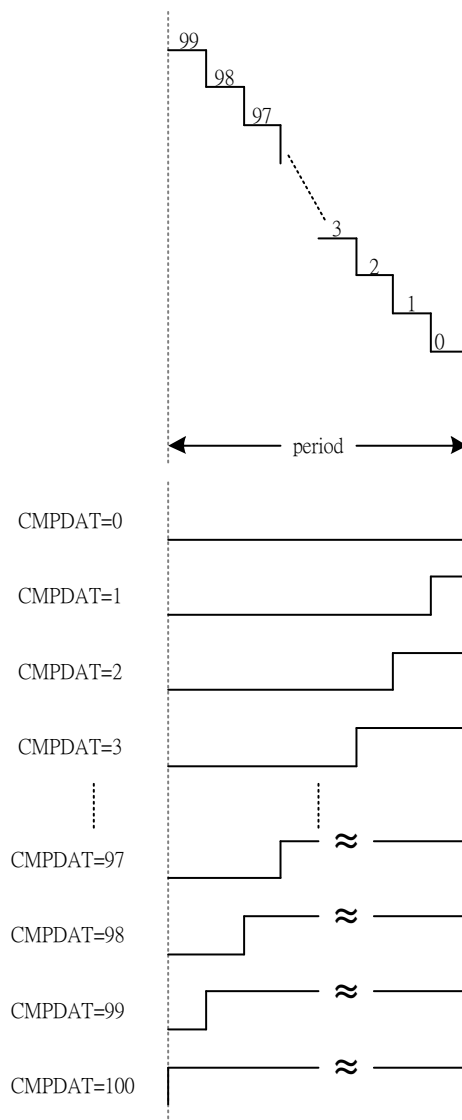 99
98
97
3
2
1
0
period
CMPDAT=0
CMPDAT=1
CMPDAT=2
CMPDAT=3
CMPDAT=97
≈
CMPDAT=98
≈
CMPDAT=99
≈
CMPDAT=100
≈